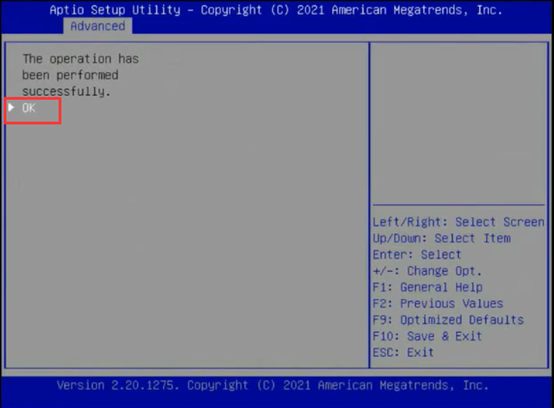 Aptio Setup Utility - Copyright (C) 2021 American Megatrends, Inc.
Advanced
The operation has
been performed
successfully.
OK
Left/Right: Select Screen
Up/Down: Select Item
Enter: Select
+/-: Change Opt.
F1: General Help
F2: Previous Values
F9: Optimized Defaults
F10: Save & Exit
ESC: Exit
Version 2.20.1275. Copyright (C) 2021 American Megatrends, Inc.